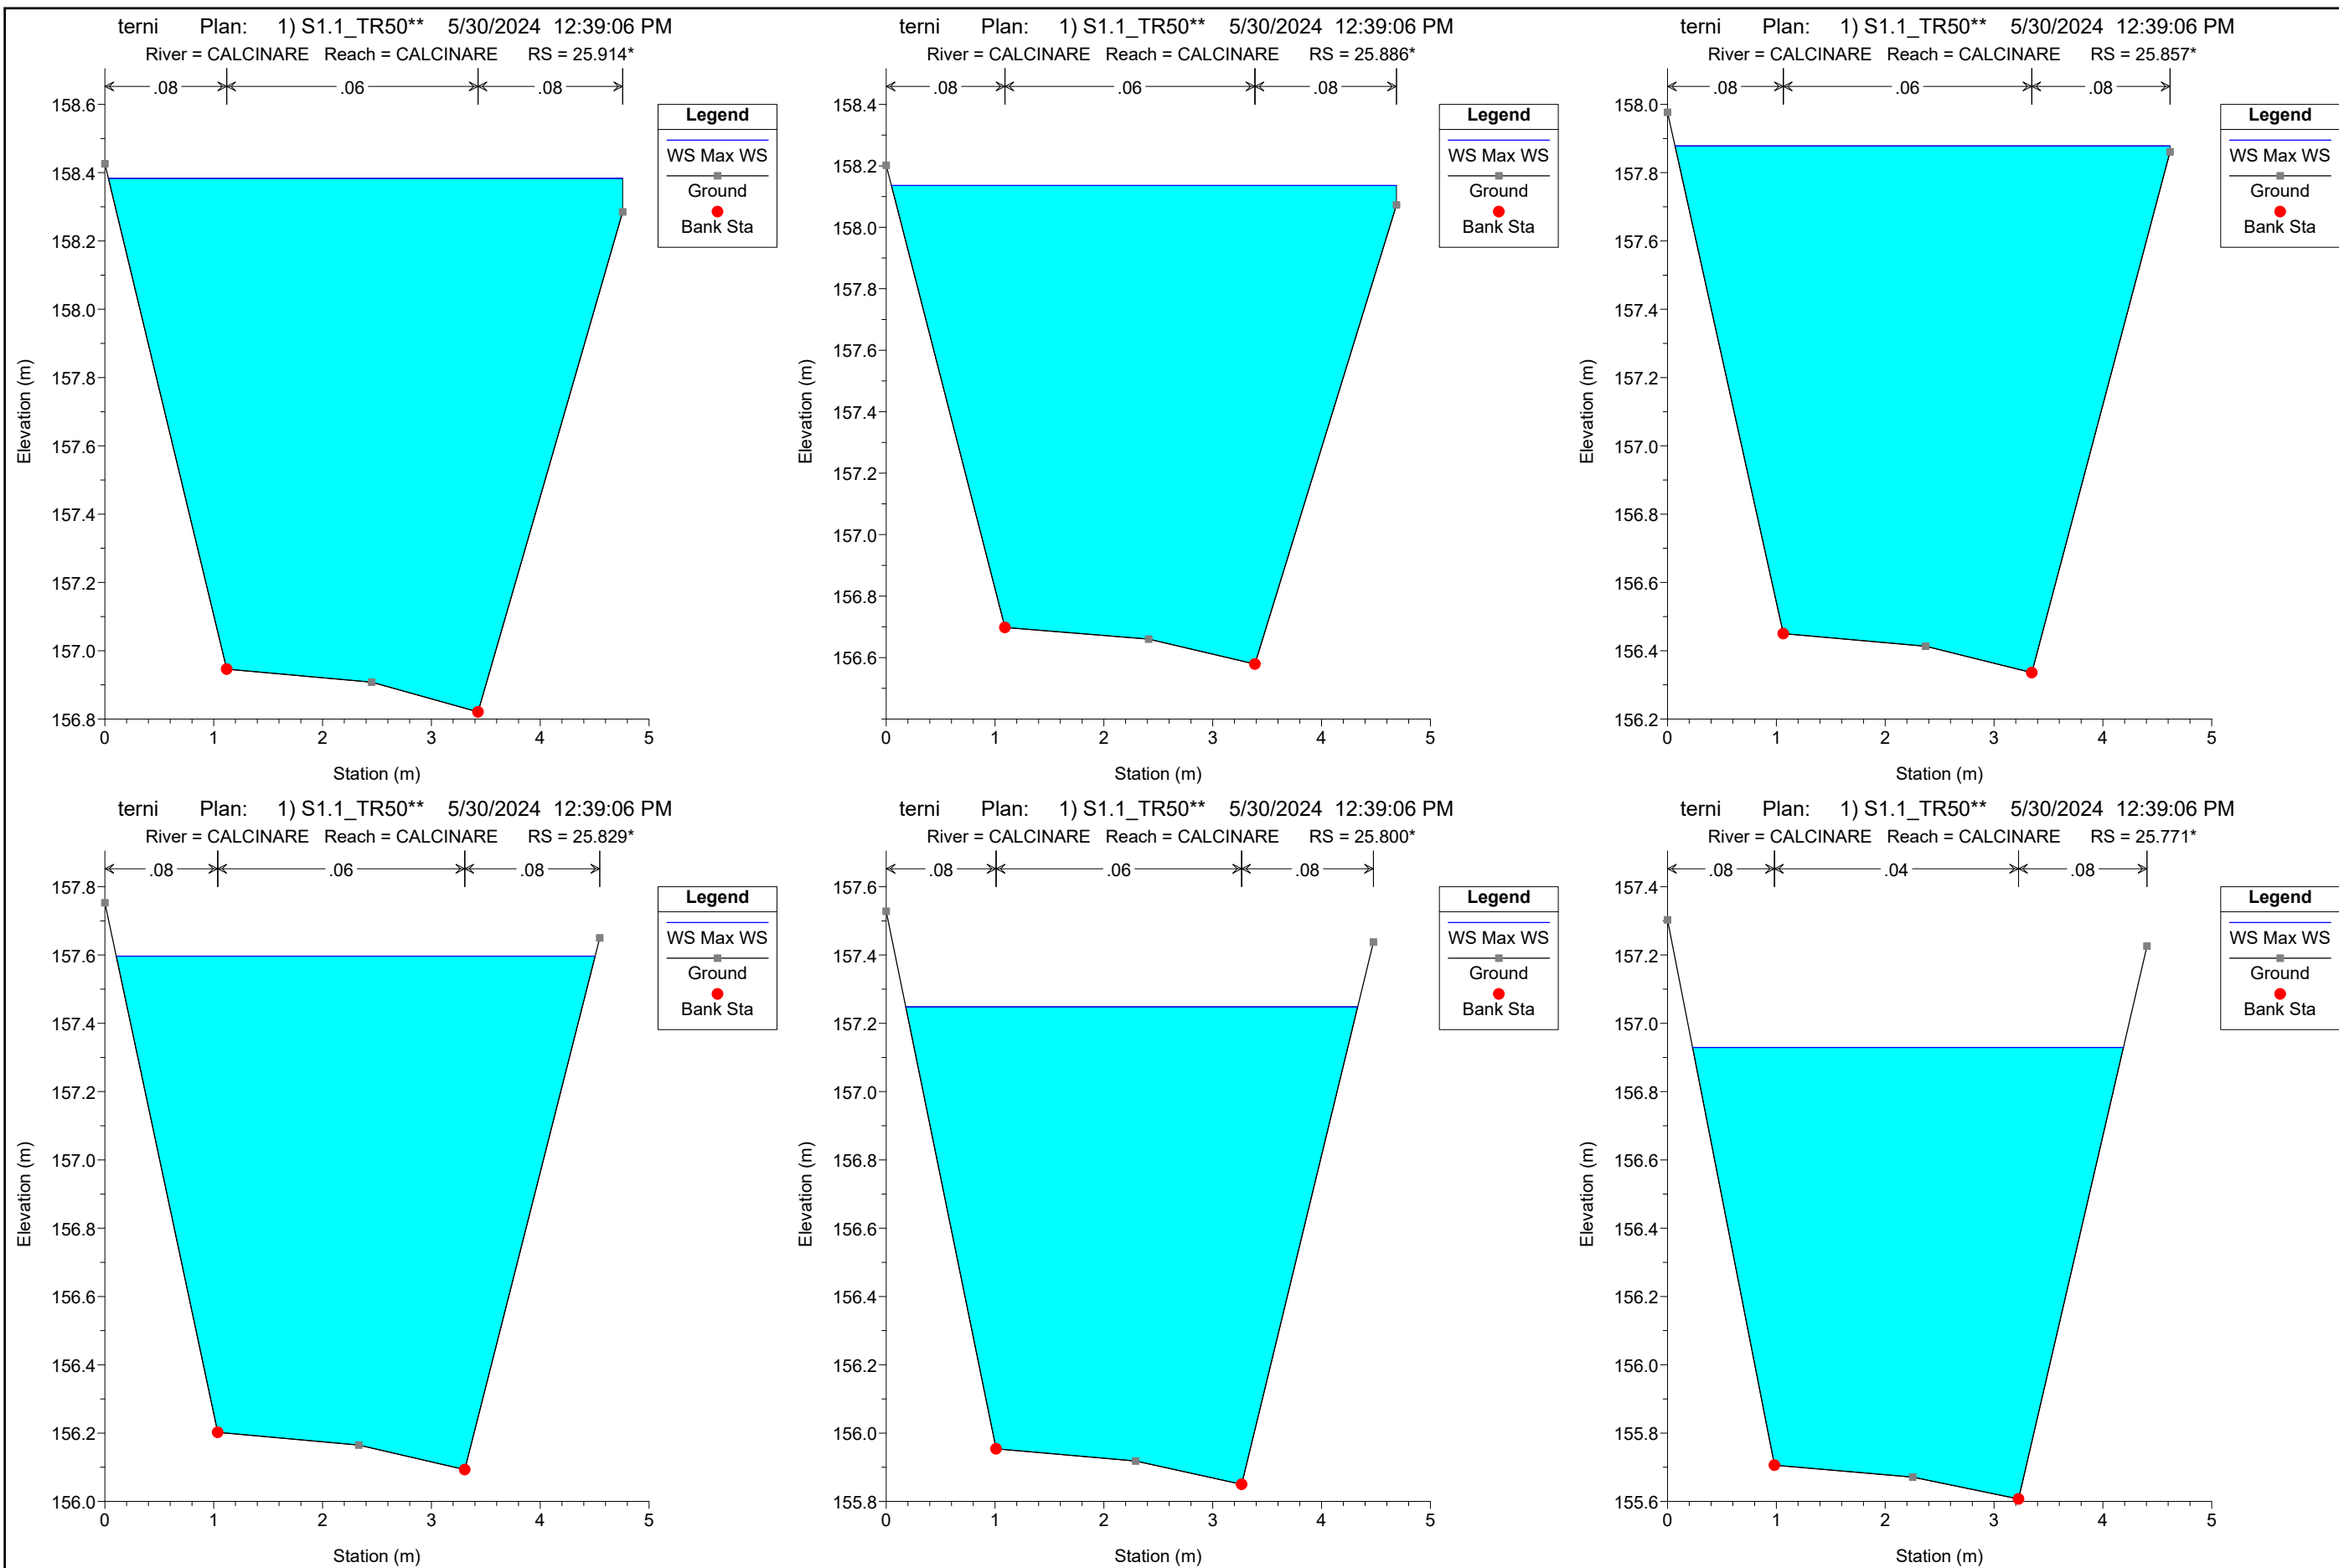 terni Plan: 1) S1.1_TR50** 5/30/2024 12:39:06 PM
River = CALCINARE Reach = CALCINARE RS = 25.914*
.08 .06 .08
158.6
158.4
158.2
158.0
157.8
157.6
157.4
157.2
157.0
156.8
0 1 2 3 4 5
Station (m)
Elevation (m)
Legend
WS Max WS
Ground
Bank Sta
terni Plan: 1) S1.1_TR50** 5/30/2024 12:39:06 PM
River = CALCINARE Reach = CALCINARE RS = 25.886*
.08 .06 .08
158.4
158.2
158.0
157.8
157.6
157.4
157.2
157.0
156.8
156.6
0 1 2 3 4 5
Station (m)
Elevation (m)
Legend
WS Max WS
Ground
Bank Sta
terni Plan: 1) S1.1_TR50** 5/30/2024 12:39:06 PM
River = CALCINARE Reach = CALCINARE RS = 25.857*
.08 .06 .08
158.0
157.8
157.6
157.4
157.2
157.0
156.8
156.6
156.4
156.2
0 1 2 3 4 5
Station (m)
Elevation (m)
Legend
WS Max WS
Ground
Bank Sta
terni Plan: 1) S1.1_TR50** 5/30/2024 12:39:06 PM
River = CALCINARE Reach = CALCINARE RS = 25.829*
.08 .06 .08
157.8
157.6
157.4
157.2
157.0
156.8
156.6
156.4
156.2
156.0
0 1 2 3 4 5
Station (m)
Elevation (m)
Legend
WS Max WS
Ground
Bank Sta
terni Plan: 1) S1.1_TR50** 5/30/2024 12:39:06 PM
River = CALCINARE Reach = CALCINARE RS = 25.800*
.08 .06 .08
157.6
157.4
157.2
157.0
156.8
156.6
156.4
156.2
156.0
155.8
0 1 2 3 4 5
Station (m)
Elevation (m)
Legend
WS Max WS
Ground
Bank Sta
terni Plan: 1) S1.1_TR50** 5/30/2024 12:39:06 PM
River = CALCINARE Reach = CALCINARE RS = 25.771*
.08 .04 .08
157.4
157.2
157.0
156.8
156.6
156.4
156.2
156.0
155.8
155.6
0 1 2 3 4 5
Station (m)
Elevation (m)
Legend
WS Max WS
Ground
Bank Sta